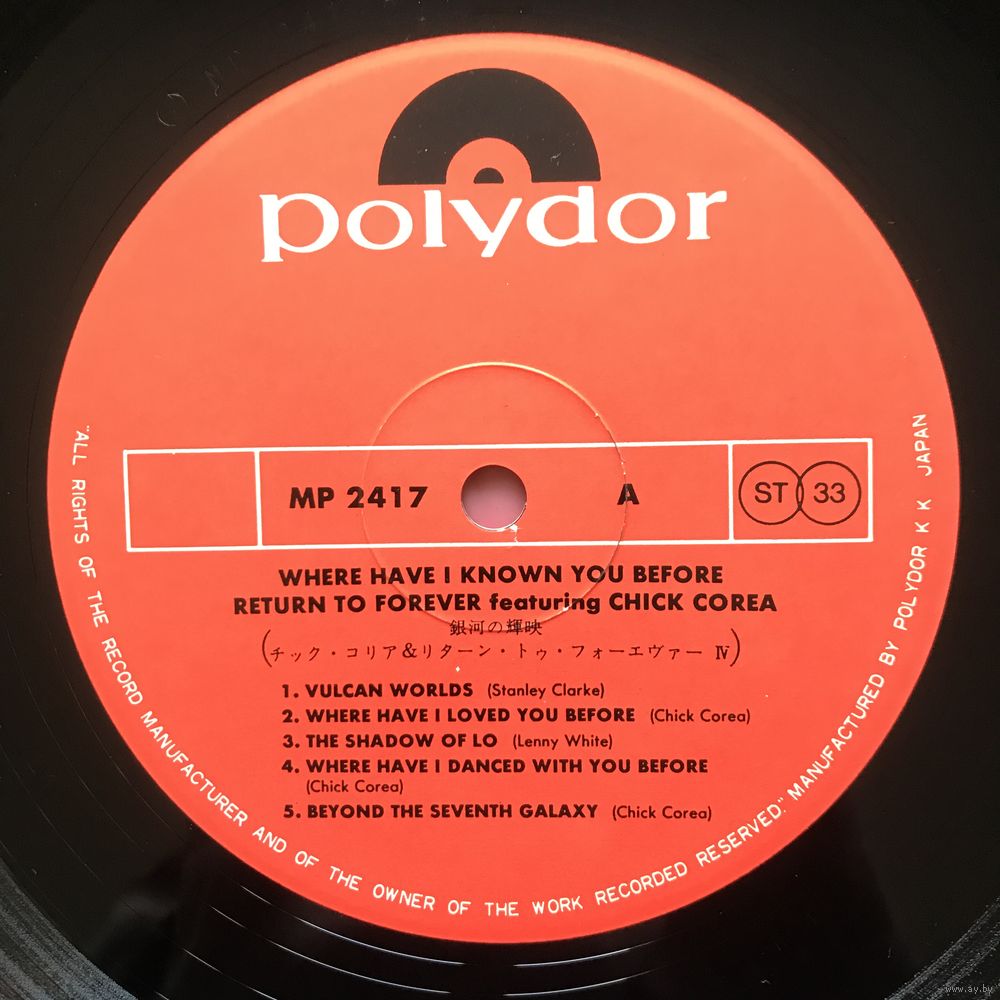 polydor
MP 2417 A ST 33
WHERE HAVE I KNOWN YOU BEFORE
RETURN TO FOREVER featuring CHICK COREA
銀河の輝映
(チック・コリア&リターン・トゥ・フォーエヴァー Ⅳ)
1. VULCAN WORLDS (Stanley Clarke)
2. WHERE HAVE I LOVED YOU BEFORE (Chick Corea)
3. THE SHADOW OF LO (Lenny White)
4. WHERE HAVE I DANCED WITH YOU BEFORE
(Chick Corea)
5. BEYOND THE SEVENTH GALAXY (Chick Corea)
"ALL RIGHTS OF THE RECORD MANUFACTURER AND OF THE OWNER OF THE WORK RECORDED RESERVED." MANUFACTURED BY POLYDOR K K JAPAN
www.ay.by